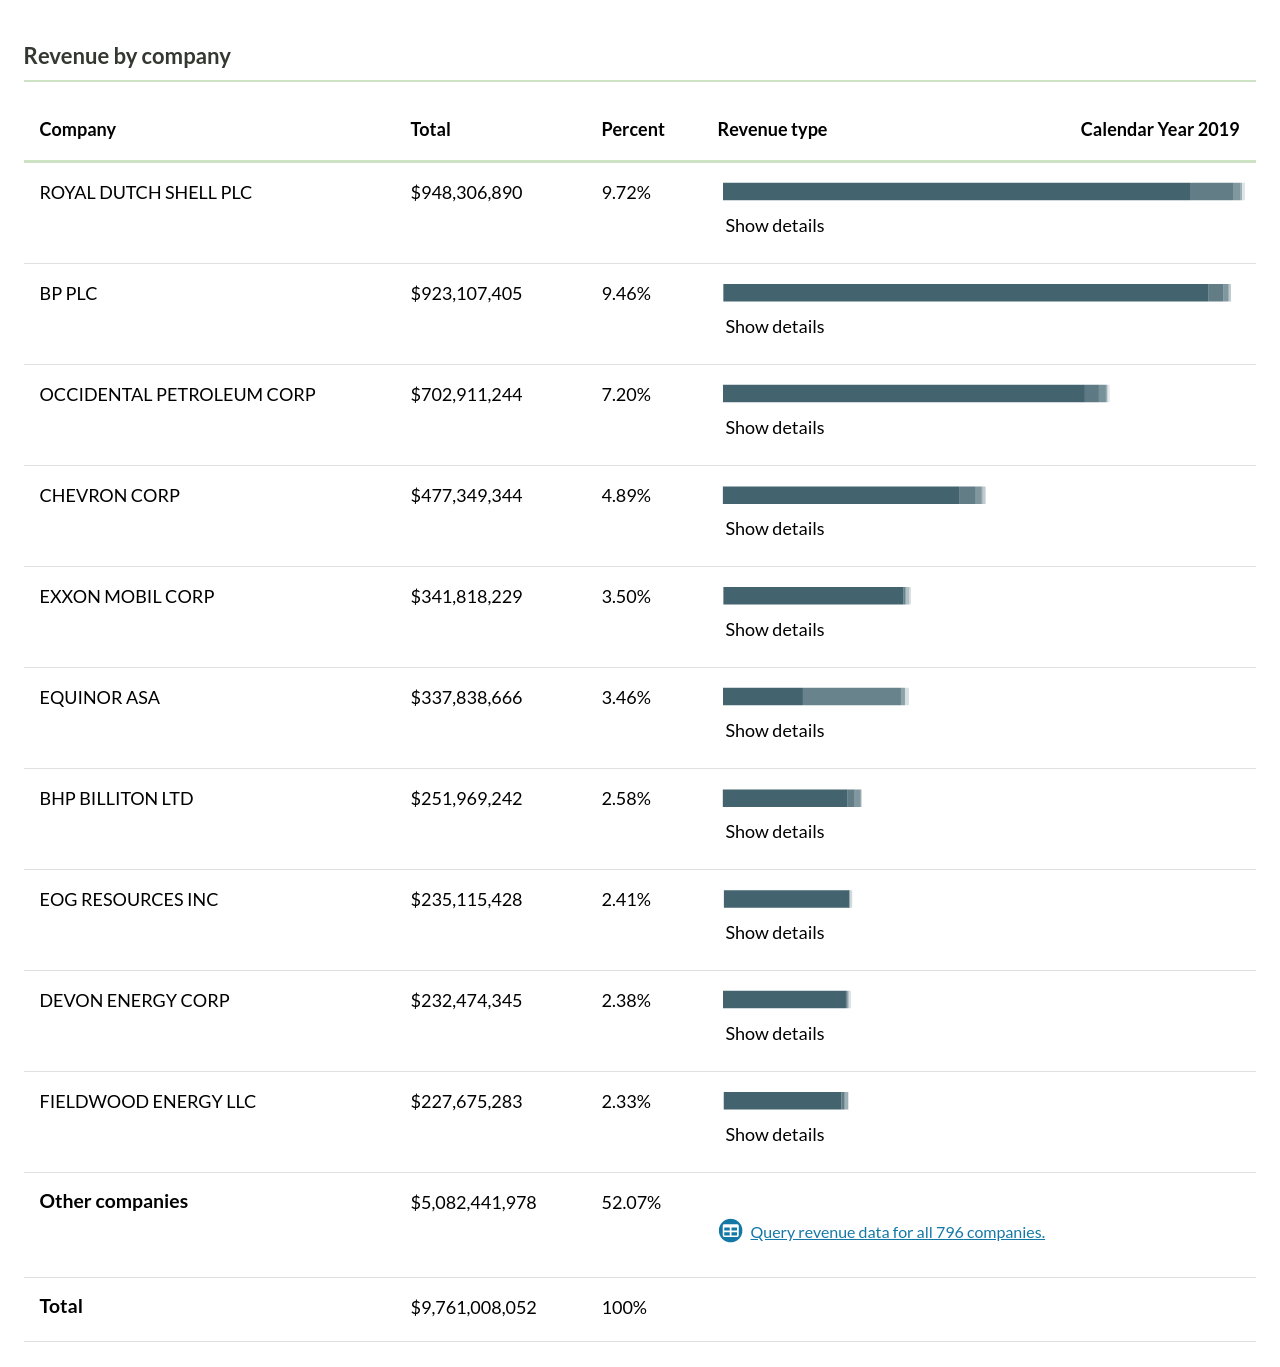 Revenue by company
Company Total Percent Revenue type Calendar Year 2019
ROYAL DUTCH SHELL PLC $948,306,890 9.72%
Show details
BP PLC $923,107,405 9.46%
Show details
OCCIDENTAL PETROLEUM CORP $702,911,244 7.20%
Show details
CHEVRON CORP $477,349,344 4.89%
Show details
EXXON MOBIL CORP $341,818,229 3.50%
Show details
EQUINOR ASA $337,838,666 3.46%
Show details
BHP BILLITON LTD $251,969,242 2.58%
Show details
EOG RESOURCES INC $235,115,428 2.41%
Show details
DEVON ENERGY CORP $232,474,345 2.38%
Show details
FIELDWOOD ENERGY LLC $227,675,283 2.33%
Show details
Other companies $5,082,441,978 52.07%
Query revenue data for all 796 companies.
Total $9,761,008,052 100%